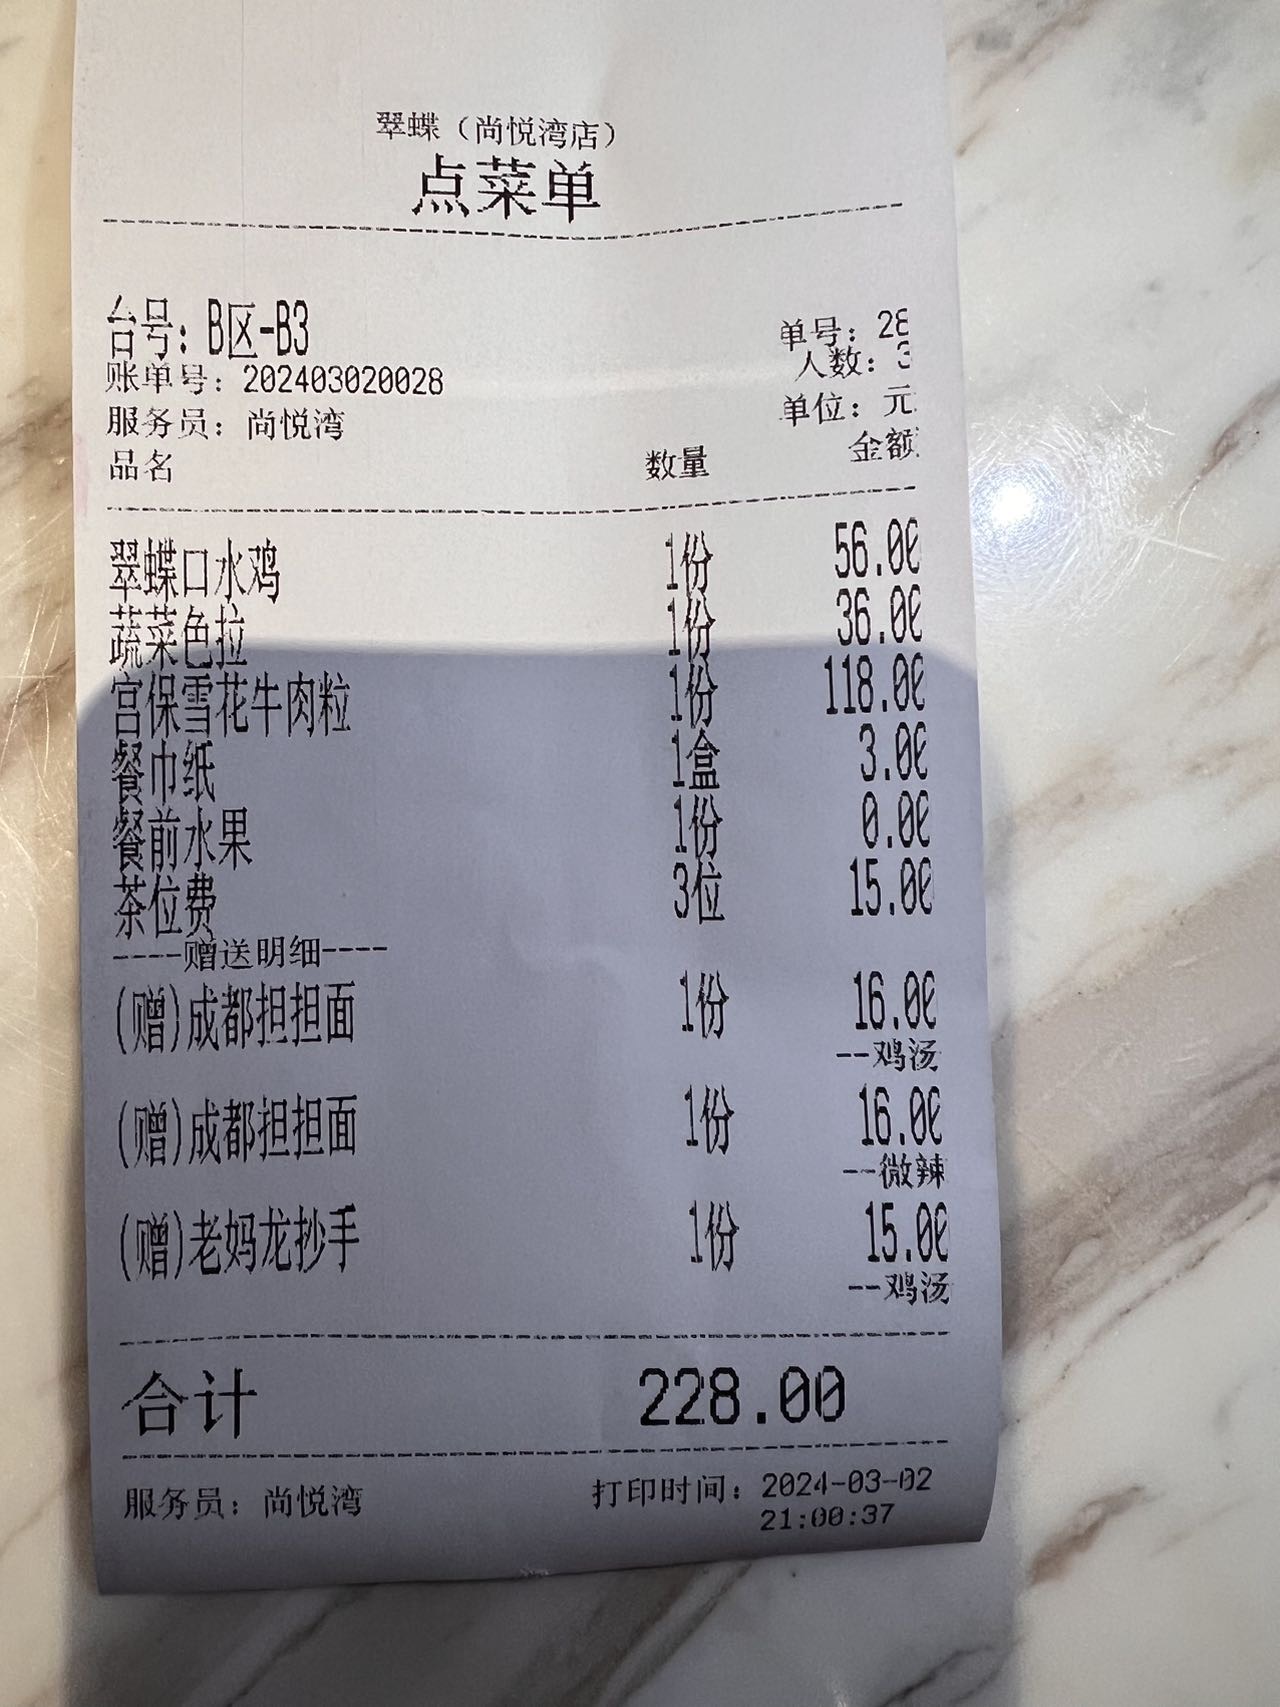 翠蝶（尚悦湾店）
点菜单
台号：B区-B3
单号：28
账单号：202403020028
人数：3
服务员：尚悦湾
单位：元
品名 数量 金额
翠蝶口水鸡 1份 56.00
蔬菜色拉 1份 36.00
宫保雪花牛肉粒 1份 118.00
餐巾纸 1盒 3.00
餐前水果 1份 0.00
茶位费 3位 15.00
----赠送明细----
(赠)成都担担面 1份 16.00
--鸡汤
(赠)成都担担面 1份 16.00
--微辣
(赠)老妈龙抄手 1份 15.00
--鸡汤
合计 228.00
服务员：尚悦湾 打印时间：2024-03-02
21:00:37